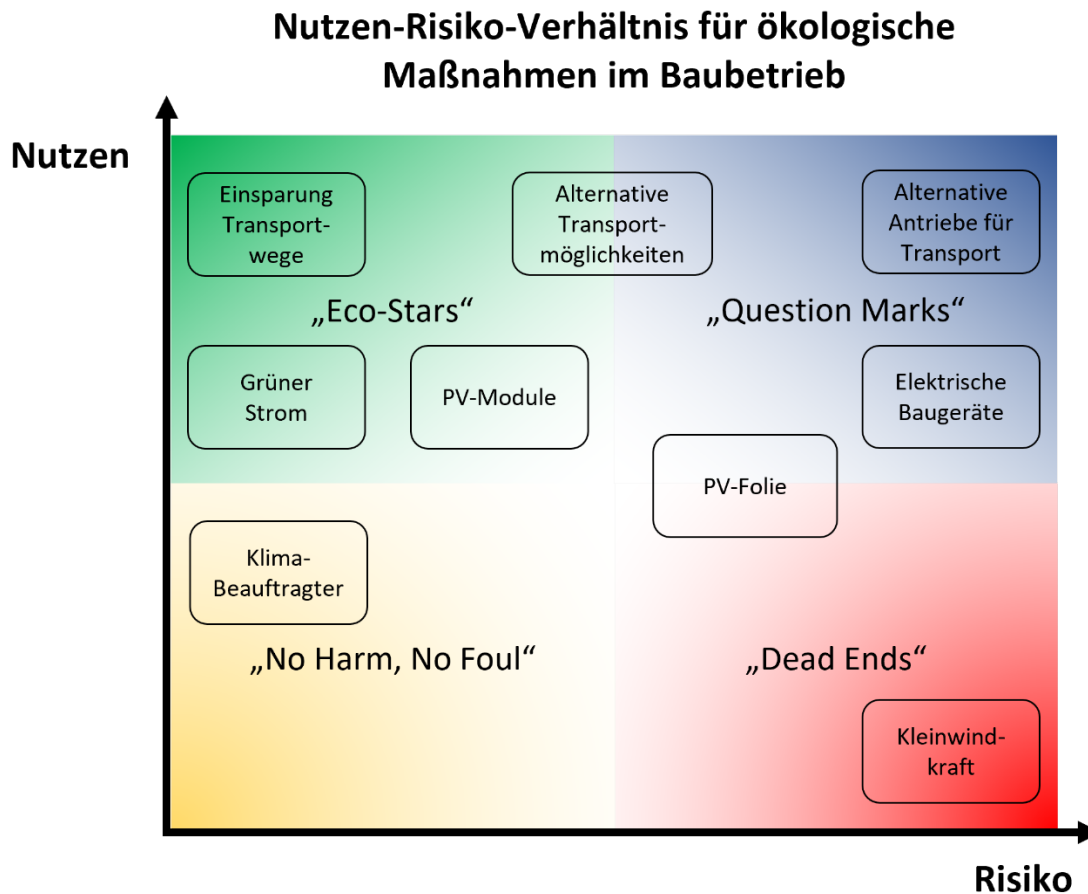 Nutzen-Risiko-Verhältnis für ökologische
Maßnahmen im Baubetrieb
Nutzen
Einsparung
Transport-
wege
Alternative
Transport-
möglichkeiten
Alternative
Antriebe für
Transport
„Eco-Stars“
„Question Marks“
Grüner
Strom
PV-Module
Elektrische
Baugeräte
PV-Folie
Klima-
Beauftragter
„No Harm, No Foul“
„Dead Ends“
Kleinwind-
kraft
Risiko